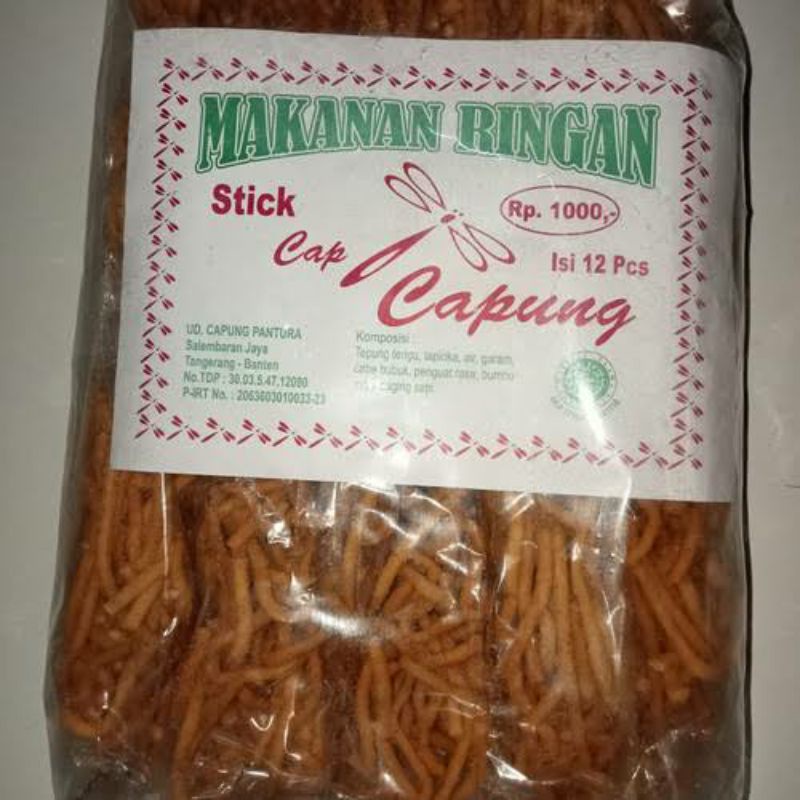 MAKANAN RINGAN
Stick
Rp. 1000,-
Cap
Isi 12 Pcs
Capung
UD. CAPUNG PANTURA
Salembaran Jaya
Tangerang - Banten
No.TDP : 30.03.5.47.12080
P-IRT No. : 2063603010033-23
Komposisi :
Tepung terigu, tapioka, air, garam,
cabe bubuk, penguat rasa, bumbu
daging sapi.